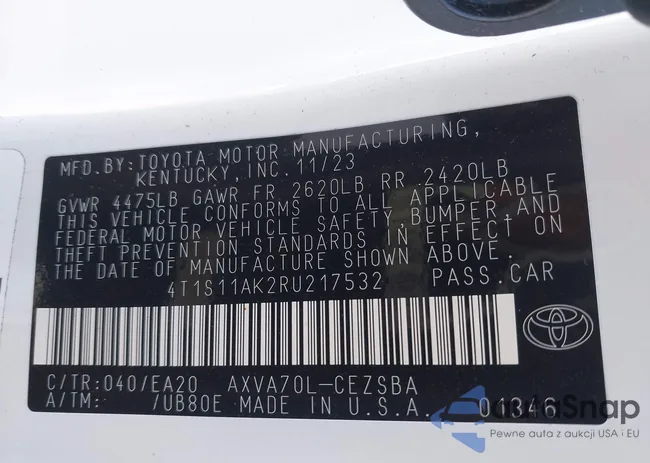 MFD.BY:TOYOTA MOTOR MANUFACTURING,
KENTUCKY,INC.11/23
GVWR 4475LB GAWR FR 2620LB RR 2420LB
THIS VEHICLE CONFORMS TO ALL APPLICABLE
FEDERAL MOTOR VEHICLE SAFETY,BUMPER,AND
THEFT PREVENTION STANDARDS IN EFFECT ON
THE DATE OF MANUFACTURE SHOWN ABOVE.
4T1S11AK2RU217532 PASS.CAR
C/TR:040/EA20 AXVA70L-CEZSBA
A/TM: /UB80E MADE IN U.S.A.
AutaSnap
Pewne auta z aukcji USA i EU